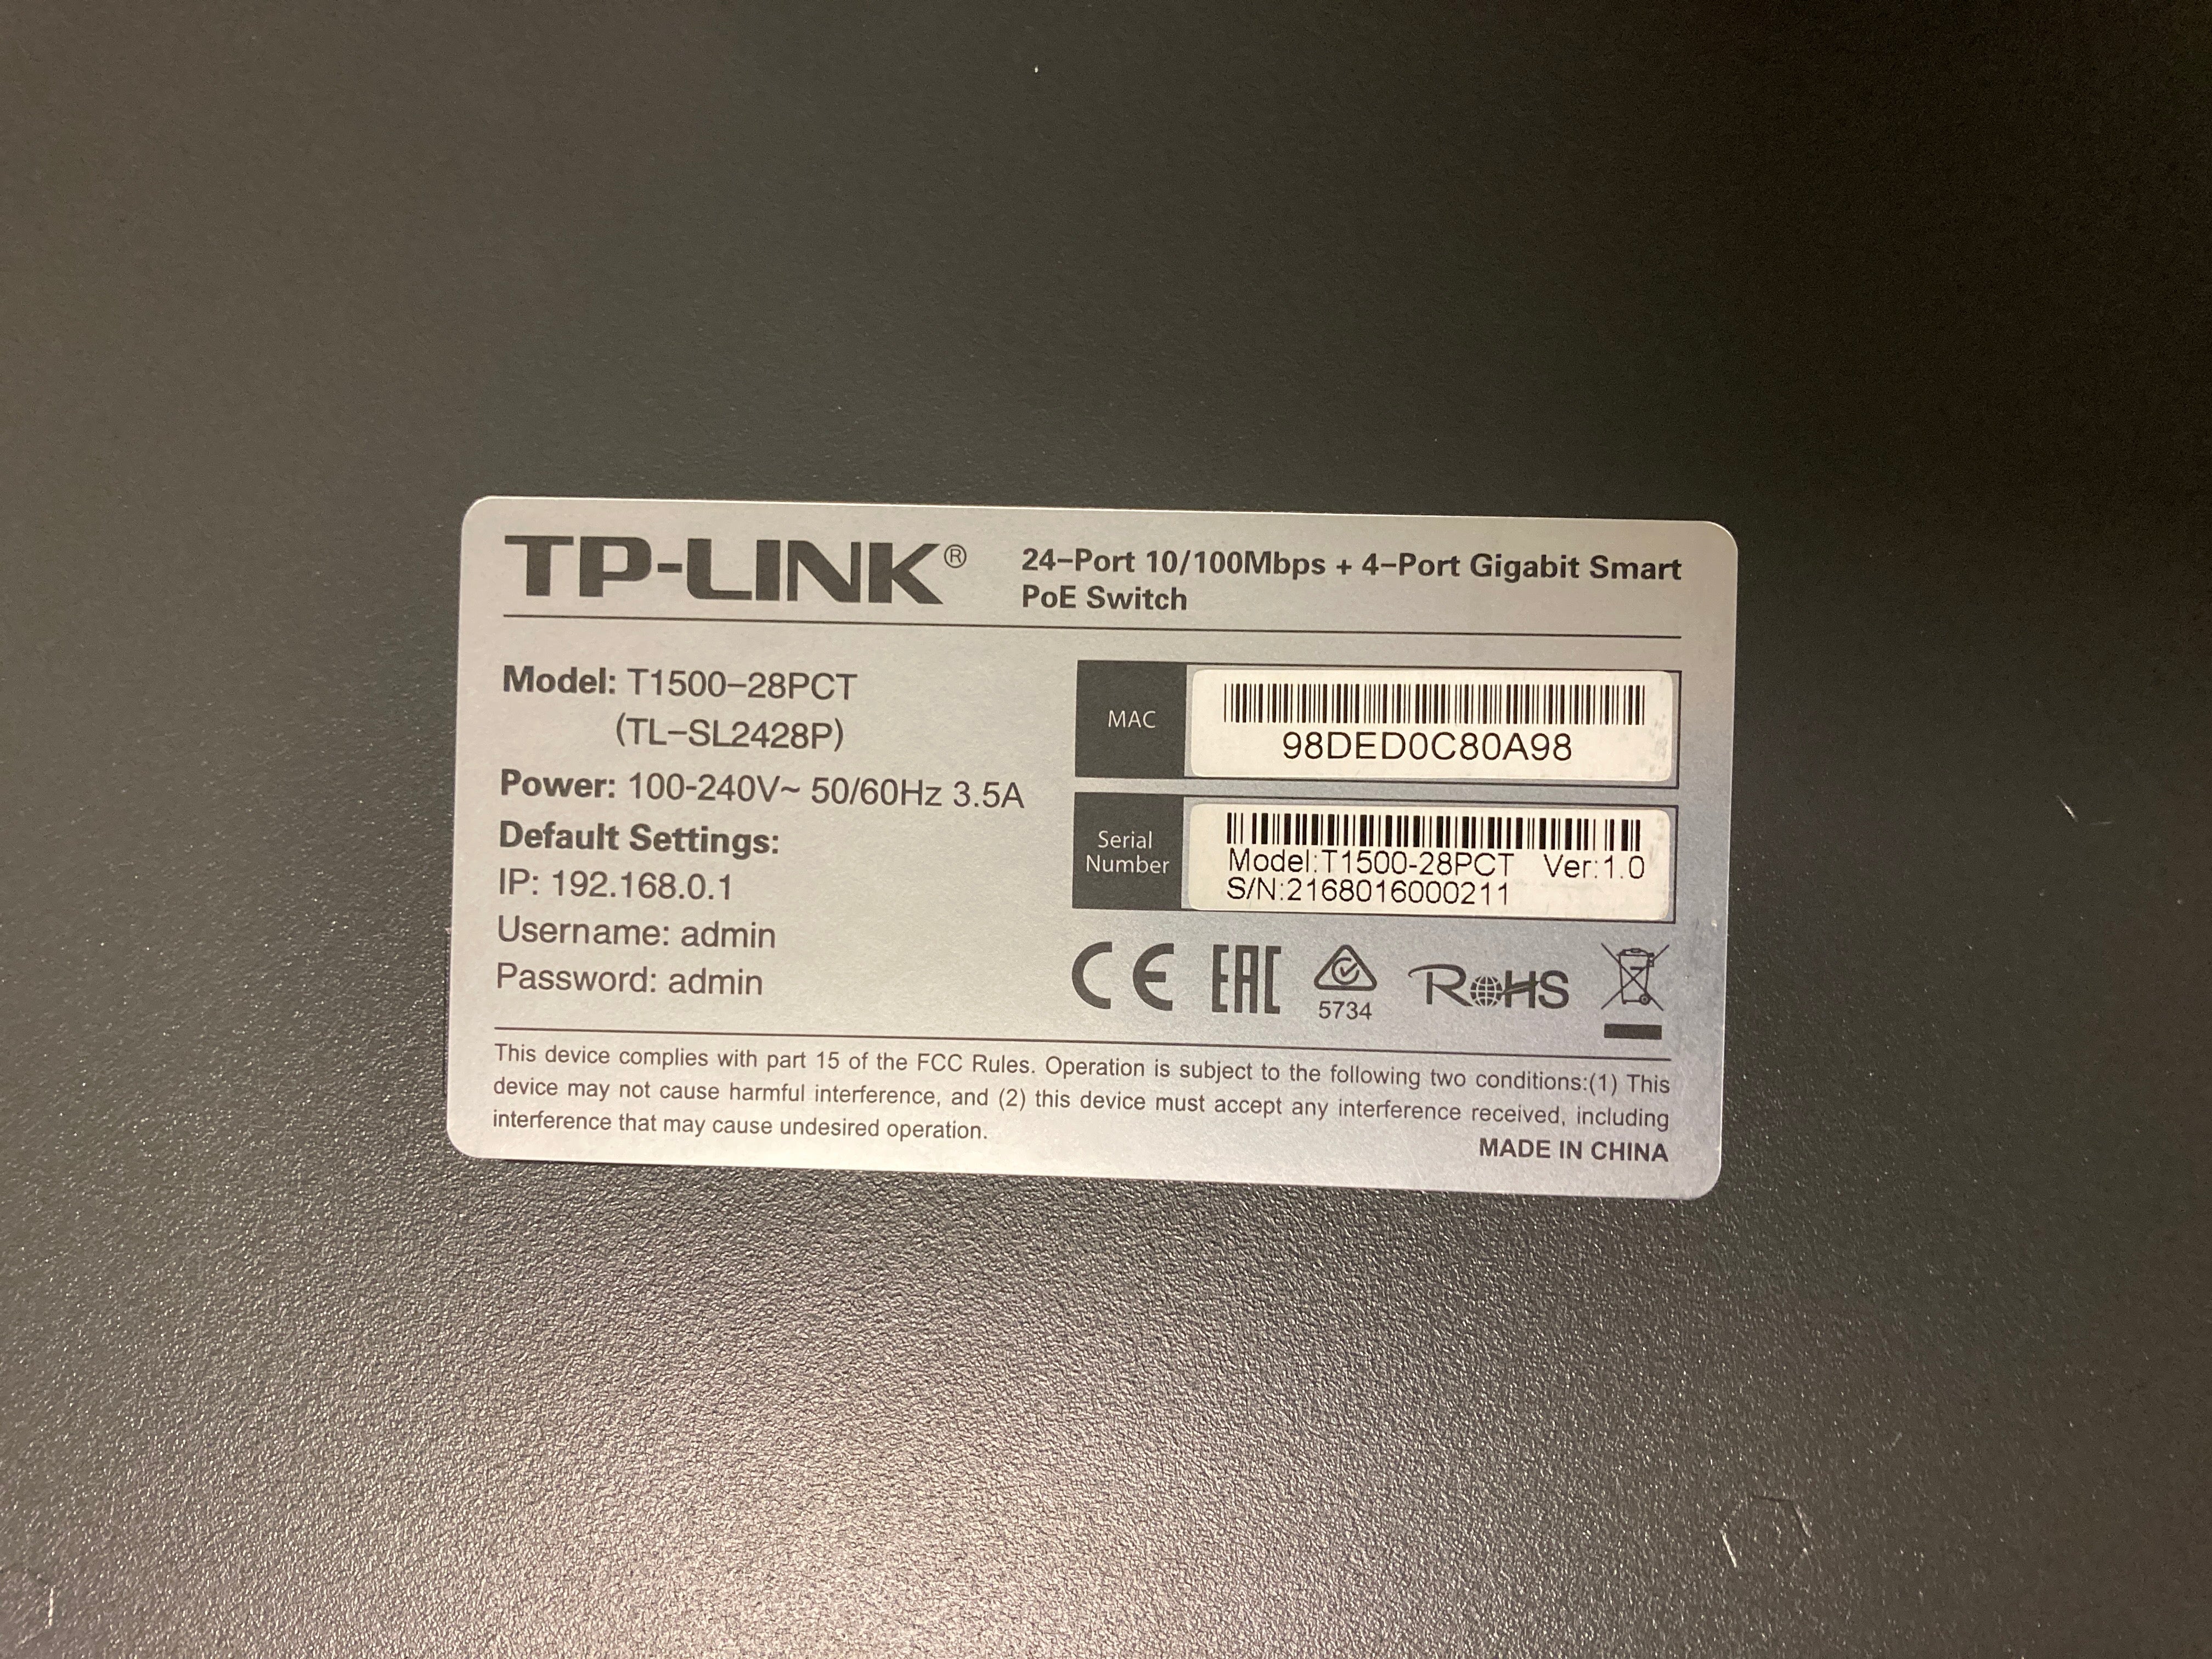 TP-LINK®
24-Port 10/100Mbps + 4-Port Gigabit Smart
PoE Switch
Model: T1500-28PCT
(TL-SL2428P)
Power: 100-240V~ 50/60Hz 3.5A
Default Settings:
IP: 192.168.0.1
Username: admin
Password: admin
MAC
98DED0C80A98
Serial
Number
Model:T1500-28PCT Ver:1.0
S/N:2168016000211
CE EAC 5734 RoHS
This device complies with part 15 of the FCC Rules. Operation is subject to the following two conditions:(1) This
device may not cause harmful interference, and (2) this device must accept any interference received, including
interference that may cause undesired operation.
MADE IN CHINA